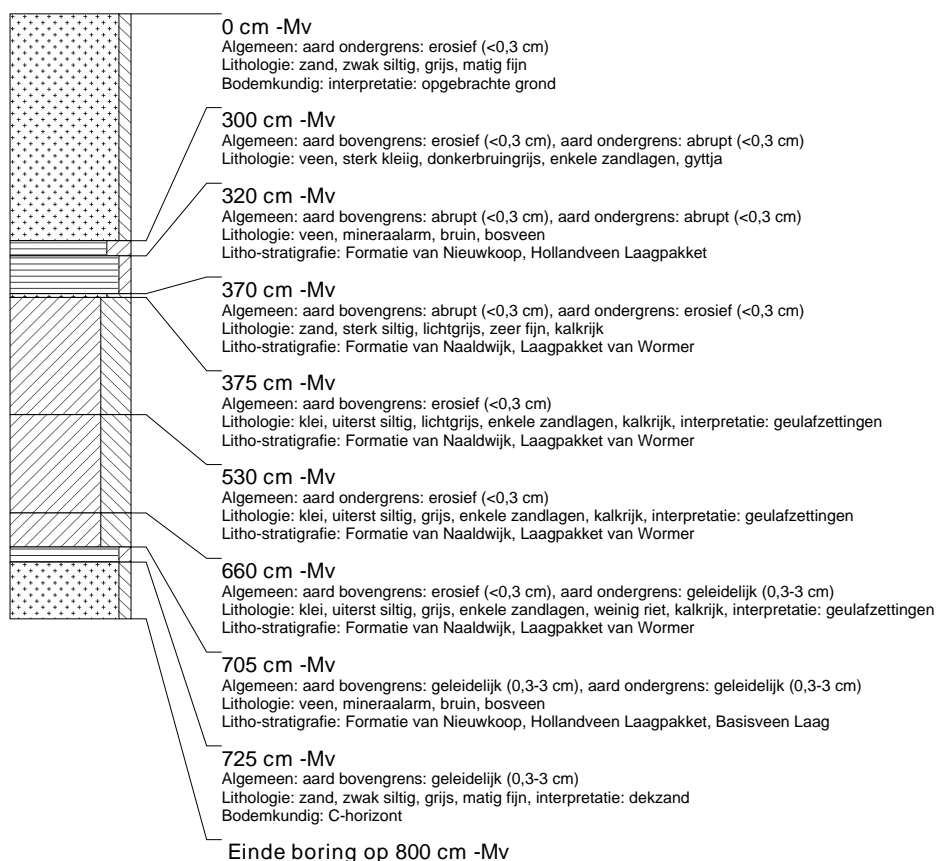 0 cm -Mv
Algemeen: aard ondergrens: erosief (<0,3 cm)
Lithologie: zand, zwak siltig, grijs, matig fijn
Bodemkundig: interpretatie: opgebrachte grond
300 cm -Mv
Algemeen: aard bovengrens: erosief (<0,3 cm), aard ondergrens: abrupt (<0,3 cm)
Lithologie: veen, sterk kleiig, donkerbruingrijs, enkele zandlagen, gyttja
320 cm -Mv
Algemeen: aard bovengrens: abrupt (<0,3 cm), aard ondergrens: abrupt (<0,3 cm)
Lithologie: veen, mineraalarm, bruin, bosveen
Litho-stratigrafie: Formatie van Nieuwkoop, Hollandveen Laagpakket
370 cm -Mv
Algemeen: aard bovengrens: abrupt (<0,3 cm), aard ondergrens: erosief (<0,3 cm)
Lithologie: zand, sterk siltig, lichtgrijs, zeer fijn, kalkrijk
Litho-stratigrafie: Formatie van Naaldwijk, Laagpakket van Wormer
375 cm -Mv
Algemeen: aard bovengrens: erosief (<0,3 cm)
Lithologie: klei, uiterst siltig, lichtgrijs, enkele zandlagen, kalkrijk, interpretatie: geulafzettingen
Litho-stratigrafie: Formatie van Naaldwijk, Laagpakket van Wormer
530 cm -Mv
Algemeen: aard ondergrens: erosief (<0,3 cm)
Lithologie: klei, uiterst siltig, grijs, enkele zandlagen, kalkrijk, interpretatie: geulafzettingen
Litho-stratigrafie: Formatie van Naaldwijk, Laagpakket van Wormer
660 cm -Mv
Algemeen: aard bovengrens: erosief (<0,3 cm), aard ondergrens: geleidelijk (0,3-3 cm)
Lithologie: klei, uiterst siltig, grijs, enkele zandlagen, weinig riet, kalkrijk, interpretatie: geulafzettingen
Litho-stratigrafie: Formatie van Naaldwijk, Laagpakket van Wormer
705 cm -Mv
Algemeen: aard bovengrens: geleidelijk (0,3-3 cm), aard ondergrens: geleidelijk (0,3-3 cm)
Lithologie: veen, mineraalarm, bruin, bosveen
Litho-stratigrafie: Formatie van Nieuwkoop, Hollandveen Laagpakket, Basisveen Laag
725 cm -Mv
Algemeen: aard bovengrens: geleidelijk (0,3-3 cm)
Lithologie: zand, zwak siltig, grijs, matig fijn, interpretatie: dekzand
Bodemkundig: C-horizont
Einde boring op 800 cm -Mv